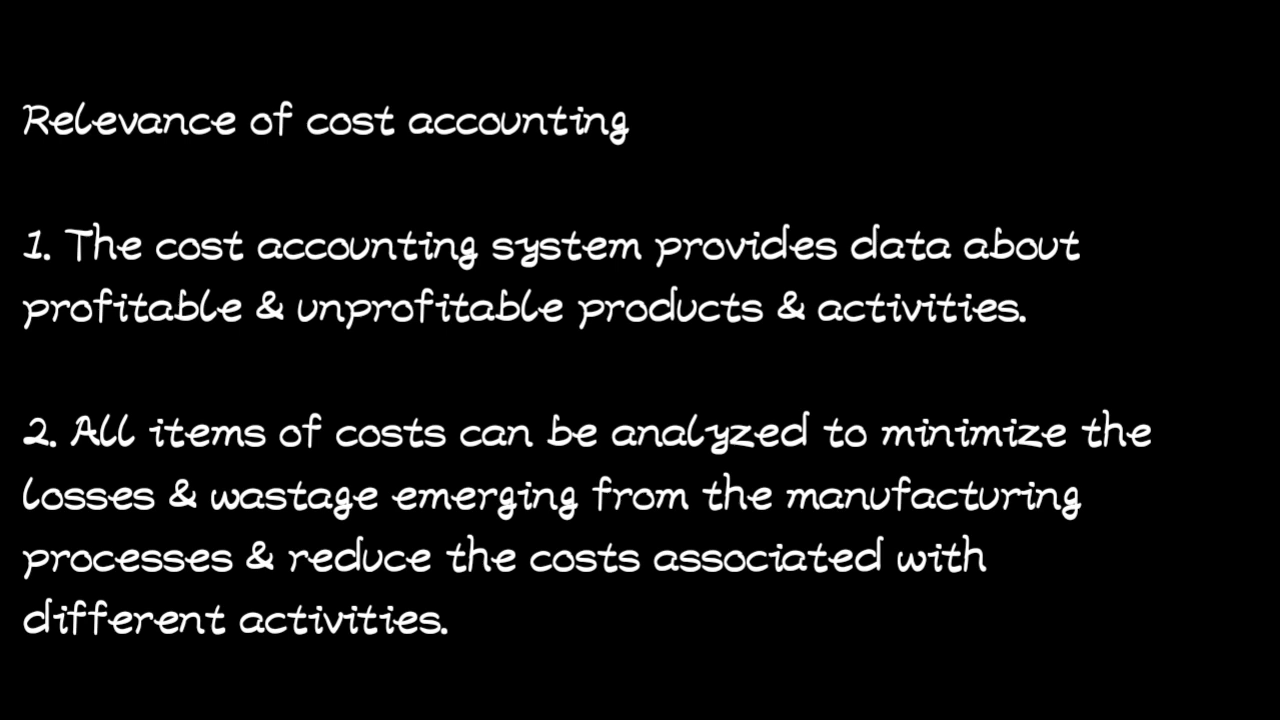 Relevance of cost accounting
1. The cost accounting system provides data about
profitable & unprofitable products & activities.
2. All items of costs can be analyzed to minimize the
losses & wastage emerging from the manufacturing
processes & reduce the costs associated with
different activities.